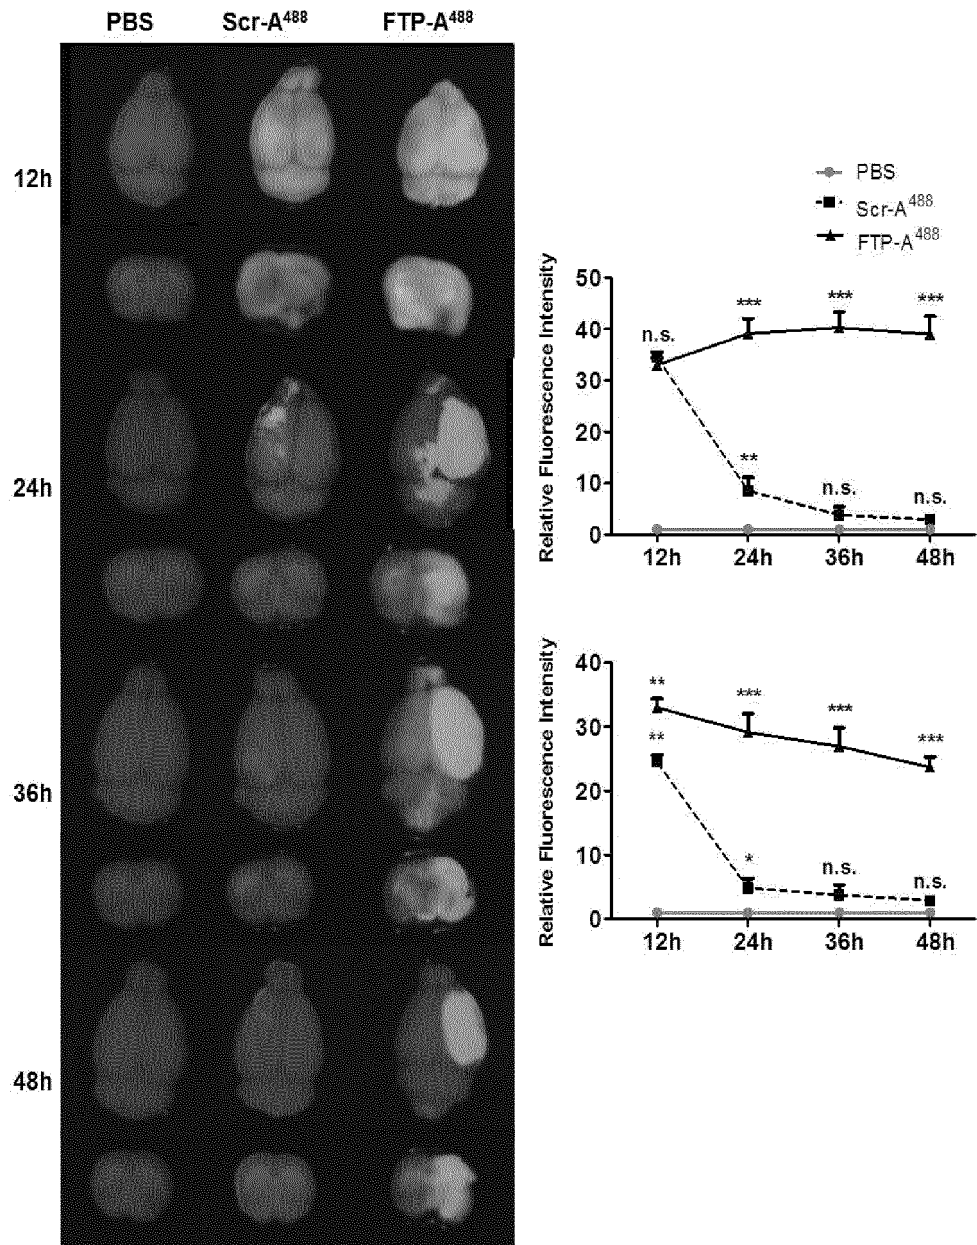 PBS Scr-A⁴⁸⁸ FTP-A⁴⁸⁸
12h
24h
36h
48h
PBS
Scr-A⁴⁸⁸
FTP-A⁴⁸⁸
Relative Fluorescence Intensity
50
40
30
20
10
0
n.s. *** *** ***
** n.s. n.s.
12h 24h 36h 48h
Relative Fluorescence Intensity
40
30
20
10
0
** *** *** ***
** * n.s. n.s.
12h 24h 36h 48h